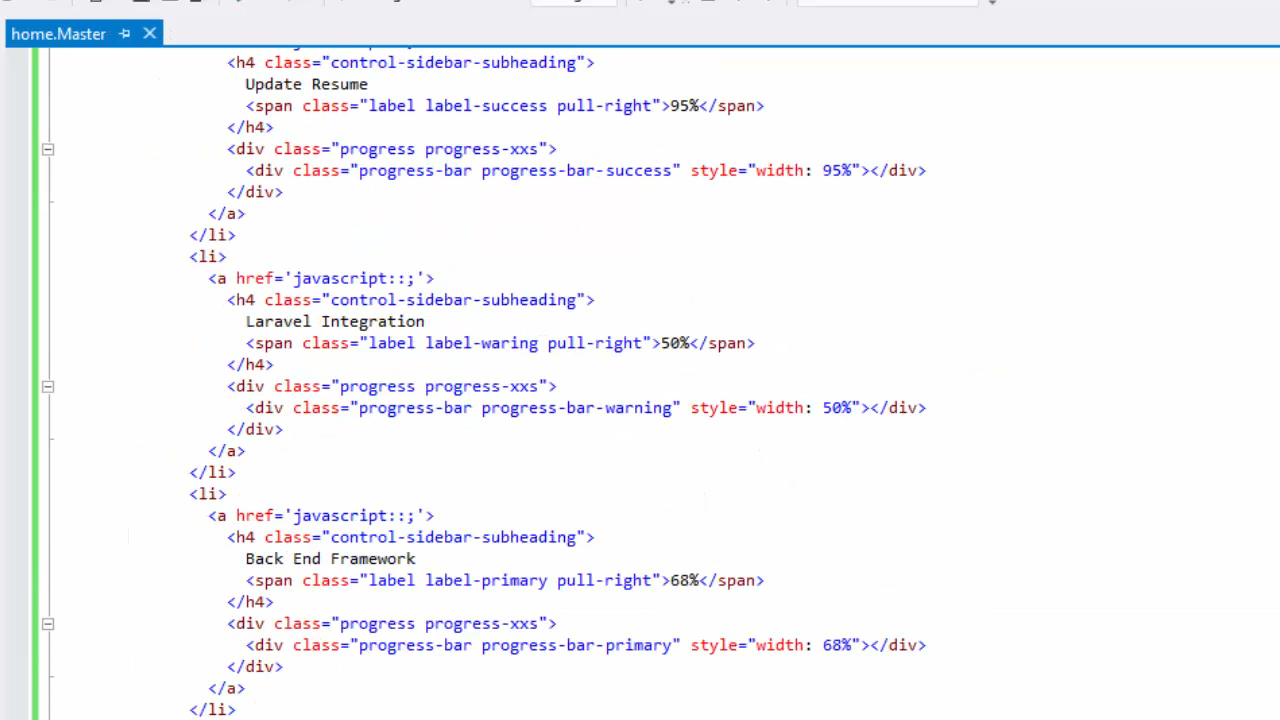 home.Master
<h4 class="control-sidebar-subheading">
Update Resume
<span class="label label-success pull-right">95%</span>
</h4>
<div class="progress progress-xxs">
<div class="progress-bar progress-bar-success" style="width: 95%"></div>
</div>
</a>
</li>
<li>
<a href='javascript::;'>
<h4 class="control-sidebar-subheading">
Laravel Integration
<span class="label label-waring pull-right">50%</span>
</h4>
<div class="progress progress-xxs">
<div class="progress-bar progress-bar-warning" style="width: 50%"></div>
</div>
</a>
</li>
<li>
<a href='javascript::;'>
<h4 class="control-sidebar-subheading">
Back End Framework
<span class="label label-primary pull-right">68%</span>
</h4>
<div class="progress progress-xxs">
<div class="progress-bar progress-bar-primary" style="width: 68%"></div>
</div>
</a>
</li>